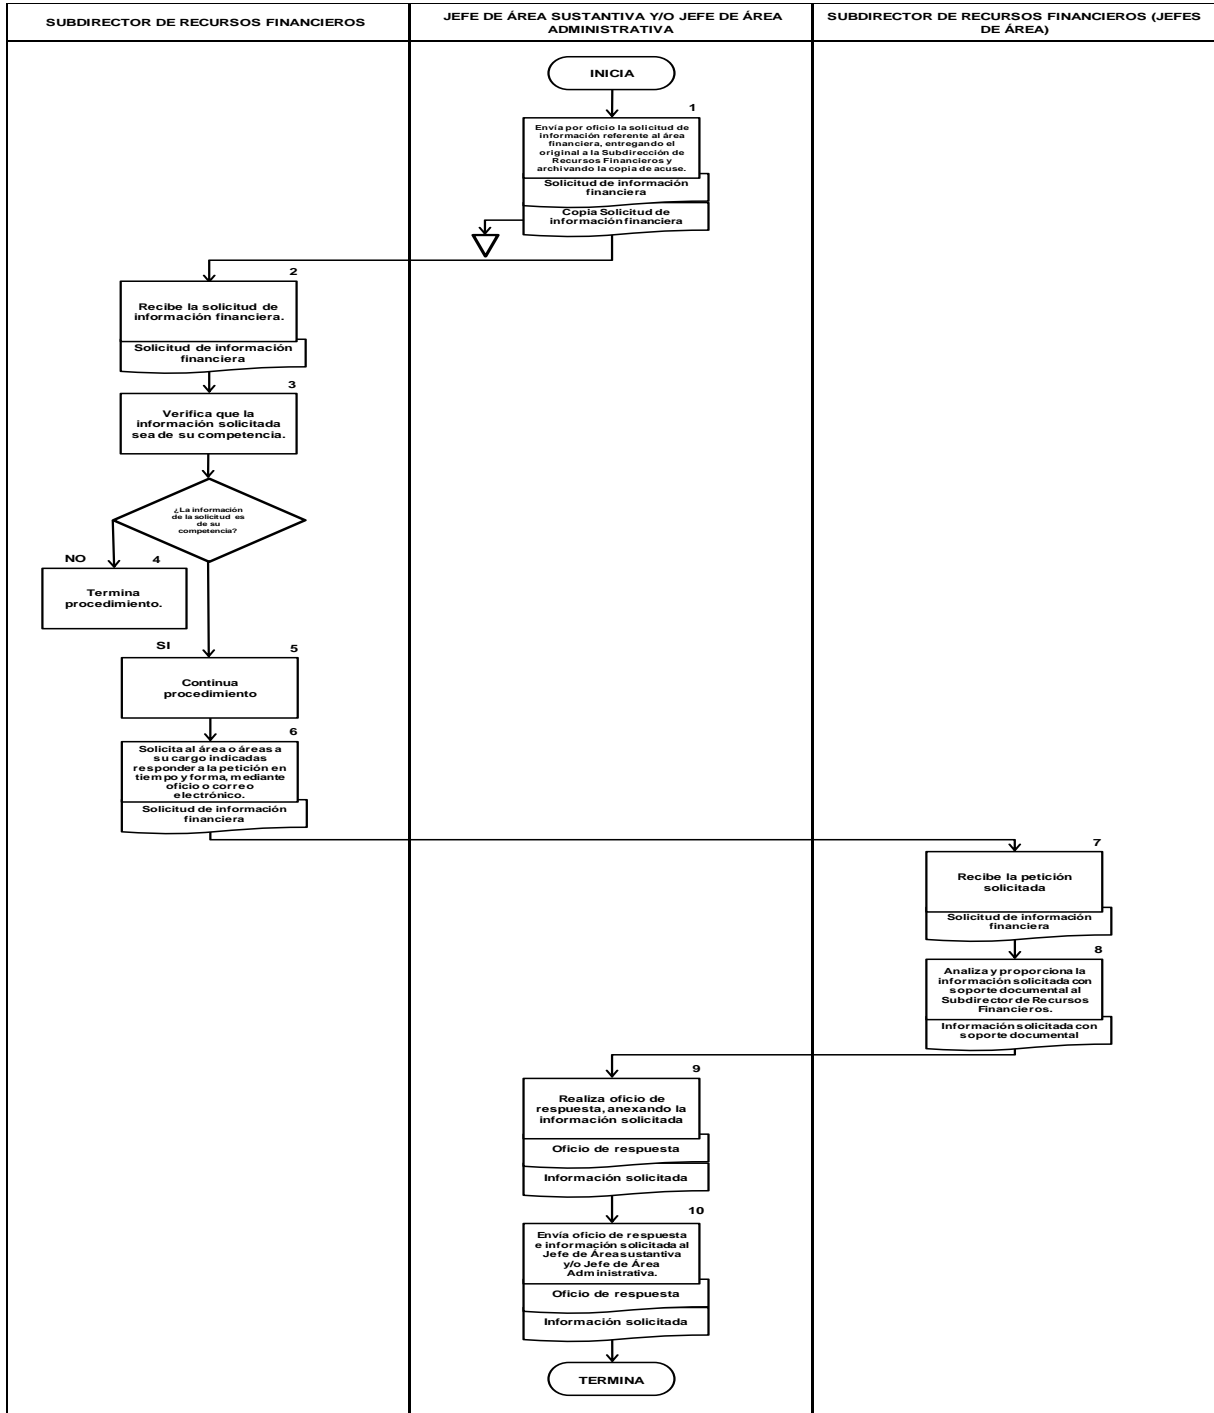 SUBDIRECTOR DE RECURSOS FINANCIEROS
JEFE DE ÁREA SUSTANTIVA Y/O JEFE DE ÁREA
ADMINISTRATIVA
SUBDIRECTOR DE RECURSOS FINANCIEROS (JEFES
DE ÁREA)
INICIA
1
Envía por oficio la solicitud de
información referente al área
financiera, entregando el
original a la Subdirección de
Recursos Financieros y
archivando la copia de acuse.
Solicitud de información
financiera
Copia Solicitud de
información financiera
2
Recibe la solicitud de
información financiera.
Solicitud de información
financiera
3
Verifica que la
información solicitada
sea de su competencia.
¿La información
de la solicitud es
de su
competencia?
NO
4
Termina
procedimiento.
SI
5
Continua
procedimiento
6
Solicita al área o áreas a
su cargo indicadas
responder a la petición en
tiempo y forma, mediante
oficio o correo
electrónico.
Solicitud de información
financiera
7
Recibe la petición
solicitada
Solicitud de información
financiera
8
Analiza y proporciona la
información solicitada con
soporte documental al
Subdirector de Recursos
Financieros.
Información solicitada con
soporte documental
9
Realiza oficio de
respuesta, anexando la
información solicitada
Oficio de respuesta
Información solicitada
10
Envía oficio de respuesta
e información solicitada al
Jefe de Área sustantiva
y/o Jefe de Área
Administrativa.
Oficio de respuesta
Información solicitada
TERMINA